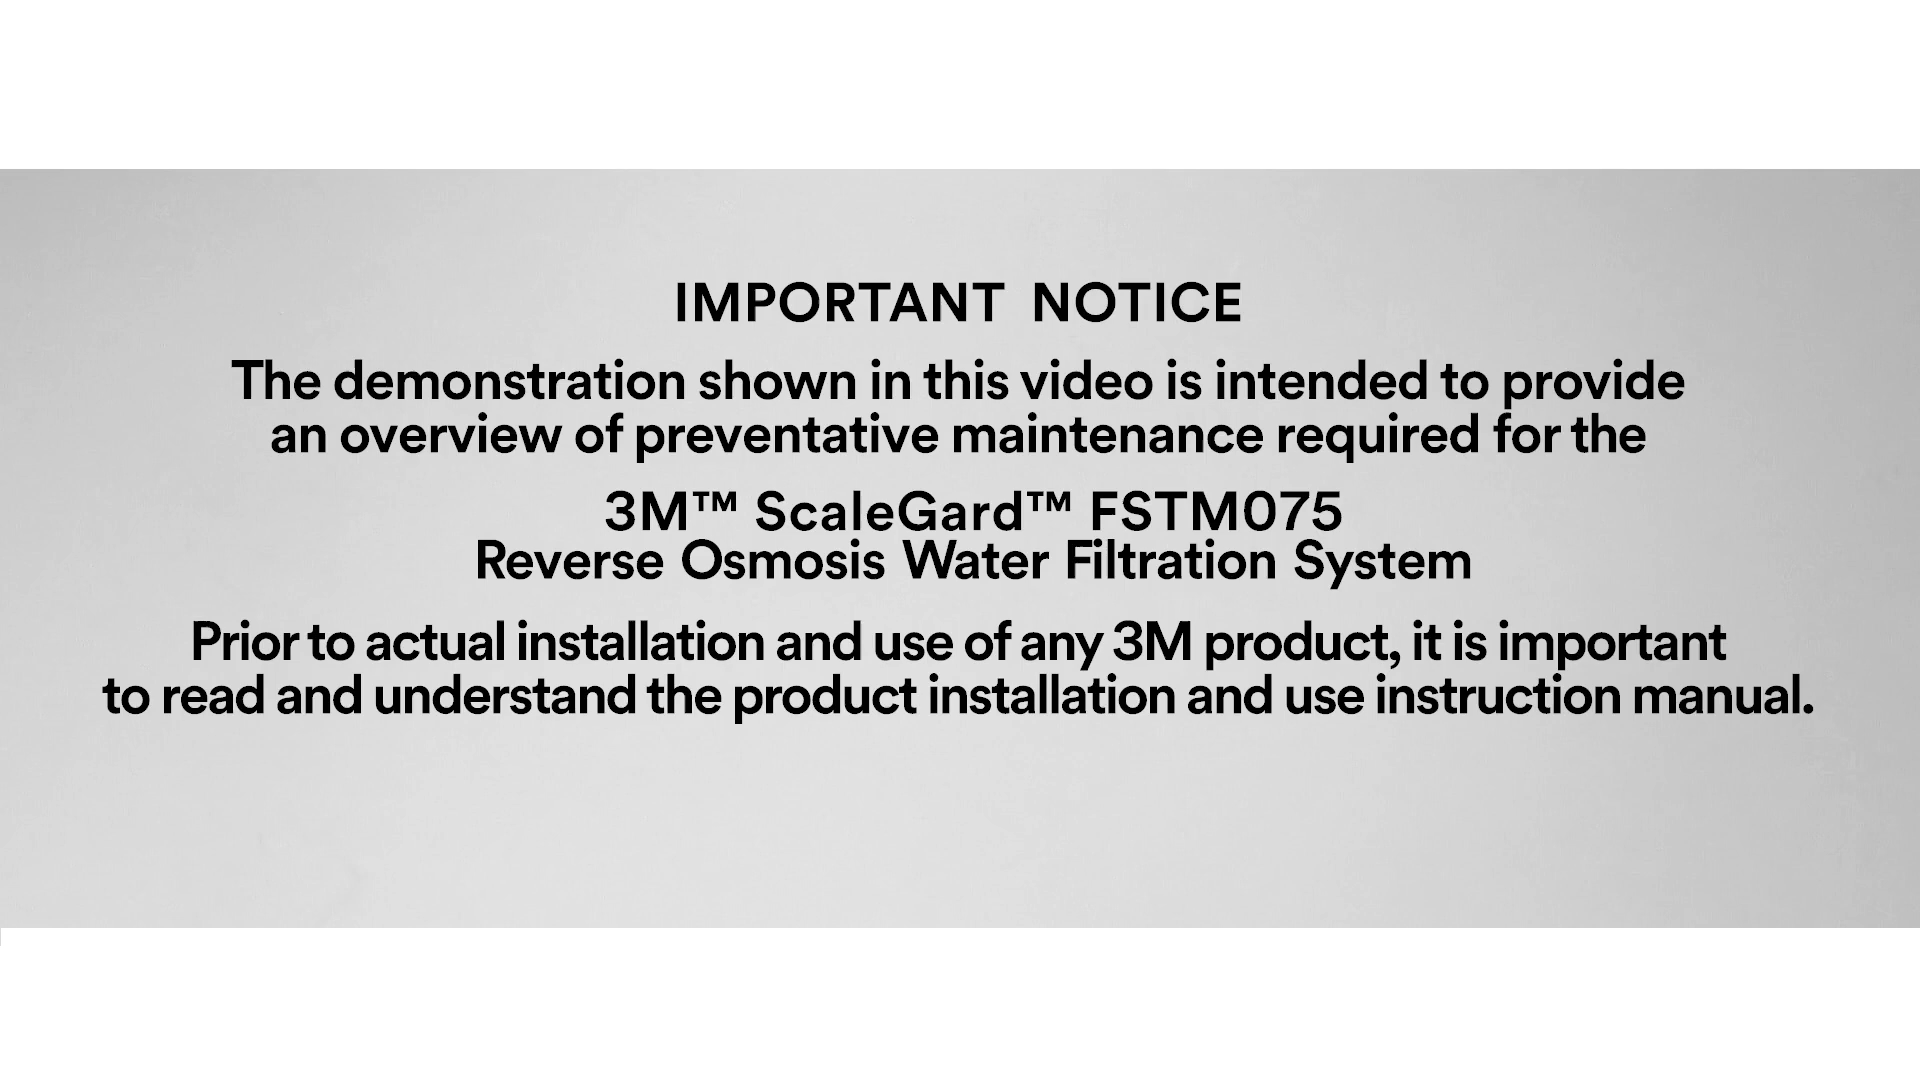 IMPORTANT NOTICE
The demonstration shown in this video is intended to provide
an overview of preventative maintenance required for the
3M™ ScaleGard™ FSTM075
Reverse Osmosis Water Filtration System
Prior to actual installation and use of any 3M product, it is important
to read and understand the product installation and use instruction manual.